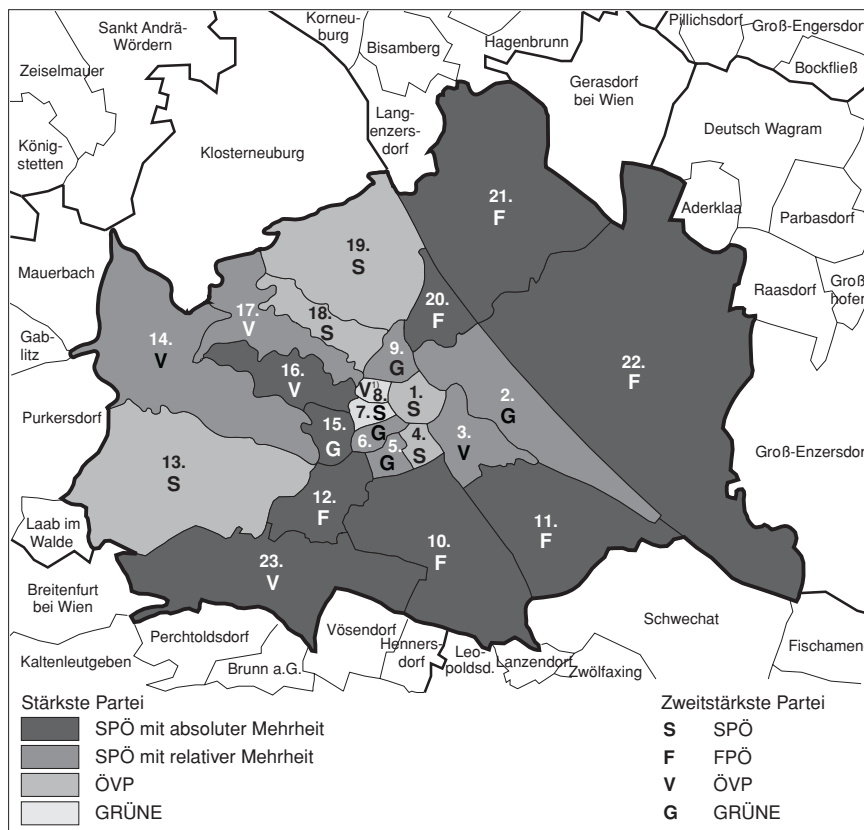 Sankt Andrä-
Wördern
Korneu-
burg
Bisamberg
Hagenbrunn
Pillichsdorf
Groß-Engersdorf
Bockfließ
Zeiselmauer
Gerasdorf
bei Wien
Lang-
enzers-
dorf
Deutsch Wagram
König-
stetten
Klosterneuburg
Aderklaa
Parbasdorf
Mauerbach
Raasdorf
Groß
hofen
Gab-
litz
Purkersdorf
Groß-Enzersdorf
Laab im
Walde
Breitenfurt
bei Wien
Kaltenleutgeben
Perchtoldsdorf
Brunn a.G.
Vösendorf
Henners-
dorf
Leo-
poldsd.
Lanzendorf
Zwölfaxing
Schwechat
Fischamen
21.
F
19.
S
20.
F
18.
S
17.
V
14.
V
16.
V
9.
G
22.
F
V¹⁾
8.
S
1.
S
2.
G
7.
G
15.
G
6.
5.
G
4.
S
3.
V
13.
S
12.
F
10.
F
11.
F
23.
V
Stärkste Partei
SPÖ mit absoluter Mehrheit
SPÖ mit relativer Mehrheit
ÖVP
GRÜNE
Zweitstärkste Partei
S SPÖ
F FPÖ
V ÖVP
G GRÜNE